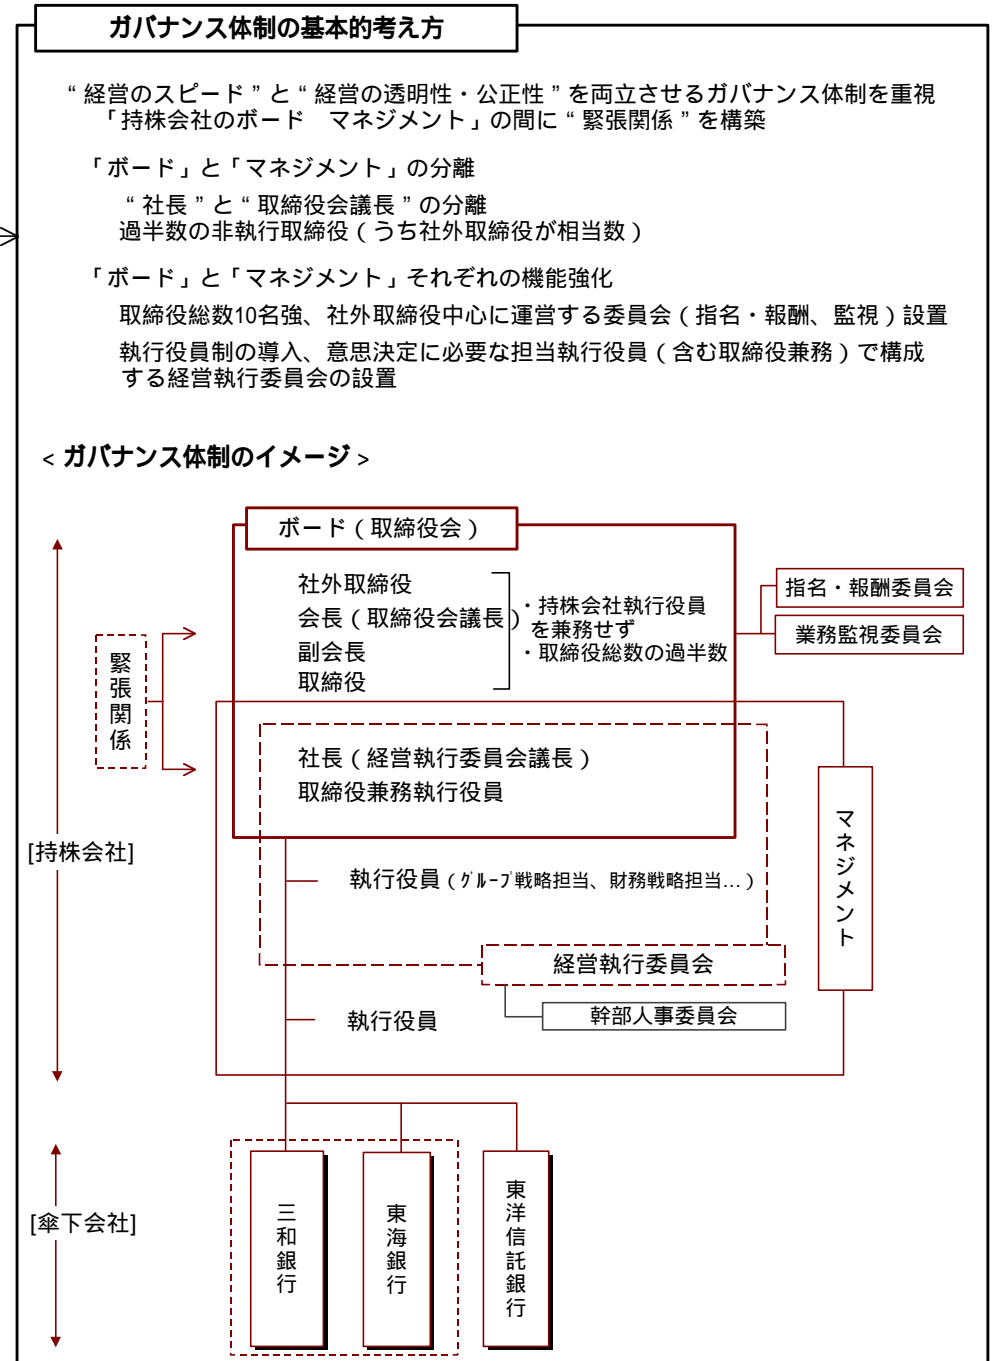 ガバナンス体制の基本的考え方
“経営のスピード”と“経営の透明性・公正性”を両立させるガバナンス体制を重視
「持株会社のボード　マネジメント」の間に“緊張関係”を構築
「ボード」と「マネジメント」の分離
“社長”と“取締役会議長”の分離
過半数の非執行取締役（うち社外取締役が相当数）
「ボード」と「マネジメント」それぞれの機能強化
取締役総数10名強、社外取締役中心に運営する委員会（指名・報酬、監視）設置
執行役員制の導入、意思決定に必要な担当執行役員（含む取締役兼務）で構成
する経営執行委員会の設置
＜ガバナンス体制のイメージ＞
ボード（取締役会）
社外取締役
会長（取締役会議長）
副会長
取締役
・持株会社執行役員
を兼務せず
・取締役総数の過半数
指名・報酬委員会
業務監視委員会
緊張関係
社長（経営執行委員会議長）
取締役兼務執行役員
マネジメント
[持株会社]
執行役員（ｸﾞﾙｰﾌﾟ戦略担当、財務戦略担当…）
経営執行委員会
執行役員
幹部人事委員会
[傘下会社]
三和銀行
東海銀行
東洋信託銀行